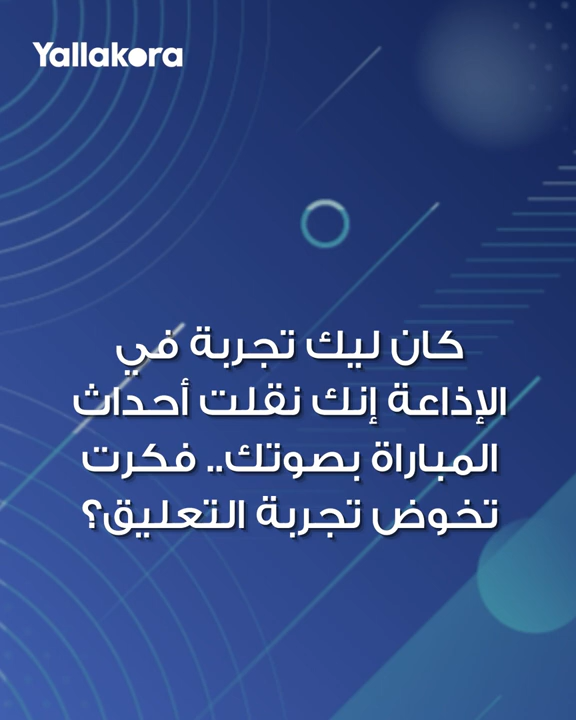 Yallakora
كان ليك تجربة في
الإذاعة إنك نقلت أحداث
المباراة بصوتك.. فكرت
تخوض تجربة التعليق؟